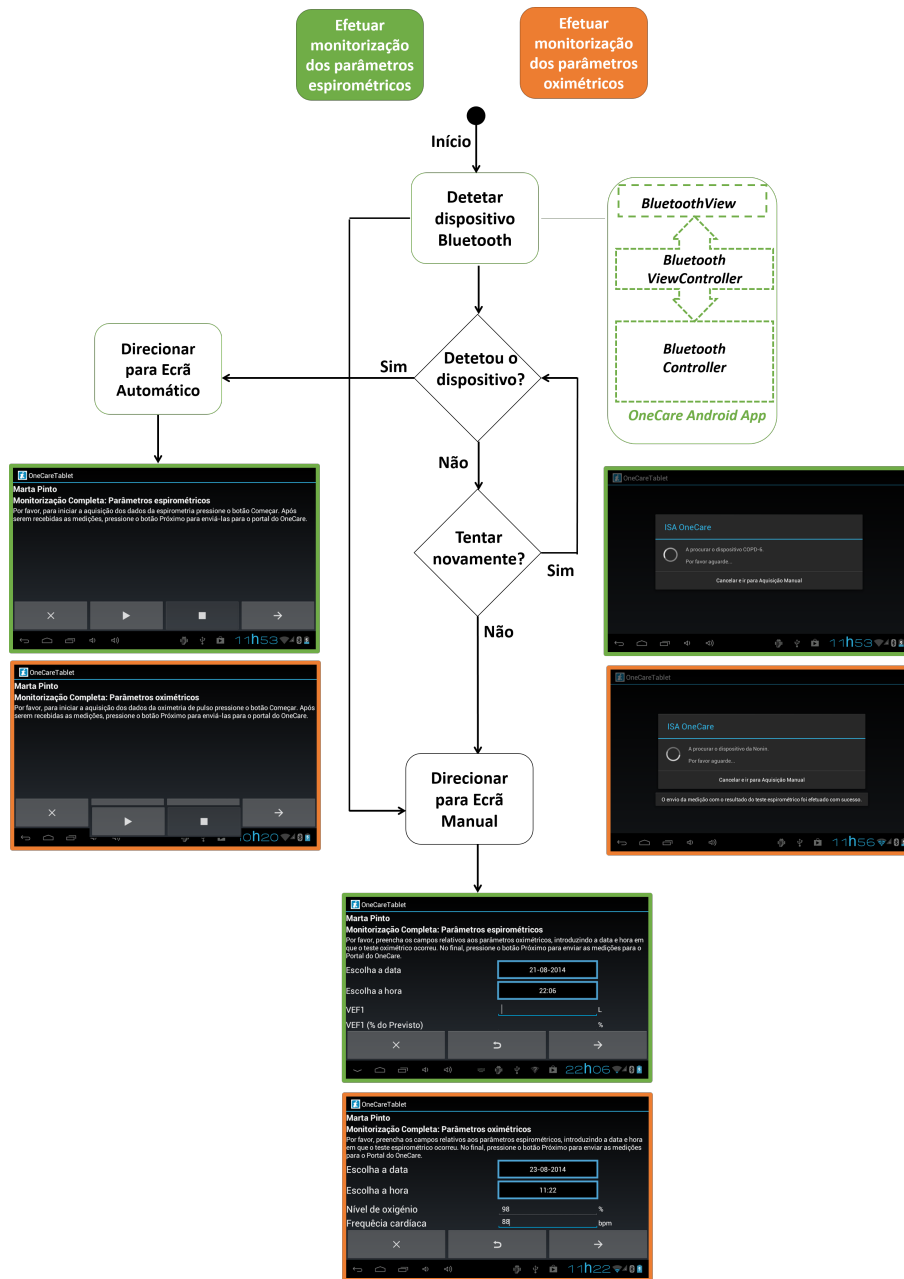 Efetuar
monitorização
dos parâmetros
espirométricos
Efetuar
monitorização
dos parâmetros
oximétricos
Início
Detetar
dispositivo
Bluetooth
BluetoothView
Bluetooth
ViewController
Bluetooth
Controller
OneCare Android App
Direcionar
para Ecrã
Automático
Sim
Detetou o
dispositivo?
Não
Tentar
novamente?
Sim
Não
Direcionar
para Ecrã
Manual
OneCareTablet
Marta Pinto
Monitorização Completa: Parâmetros espirométricos
Por favor, para iniciar a aquisição dos dados da espirometria pressione o botão Começar. Após
serem recebidas as medições, pressione o botão Próximo para enviá-las para o portal do OneCare.
11h53
OneCareTablet
Marta Pinto
Monitorização Completa: Parâmetros oximétricos
Por favor, para iniciar a aquisição dos dados da oximetria de pulso pressione o botão Começar. Após
serem recebidas as medições, pressione o botão Próximo para enviá-las para o portal do OneCare.
10h20
OneCareTablet
ISA OneCare
A procurar o dispositivo COPD-6.
Por favor aguarde...
Cancelar e ir para Aquisição Manual
11h53
OneCareTablet
ISA OneCare
A procurar o dispositivo da Nonin.
Por favor aguarde...
Cancelar e ir para Aquisição Manual
O envio da medição com o resultado do teste espirométrico foi efetuado com sucesso.
11h56
OneCareTablet
Marta Pinto
Monitorização Completa: Parâmetros espirométricos
Por favor, preencha os campos relativos aos parâmetros oximétricos, introduzindo a data e hora em
que o teste oximétrico ocorreu. No final, pressione o botão Próximo para enviar as medições para o
Portal do OneCare.
Escolha a data 21-08-2014
Escolha a hora 22:06
VEF1 L
VEF1 (% do Previsto) %
22h06
OneCareTablet
Marta Pinto
Monitorização Completa: Parâmetros oximétricos
Por favor, preencha os campos relativos aos parâmetros espirométricos, introduzindo a data e hora
em que o teste espirométrico ocorreu. No final, pressione o botão Próximo para enviar as medições
para o Portal do OneCare.
Escolha a data 23-08-2014
Escolha a hora 11:22
Nível de oxigénio 98 %
Frequêcia cardíaca 88 bpm
11h22